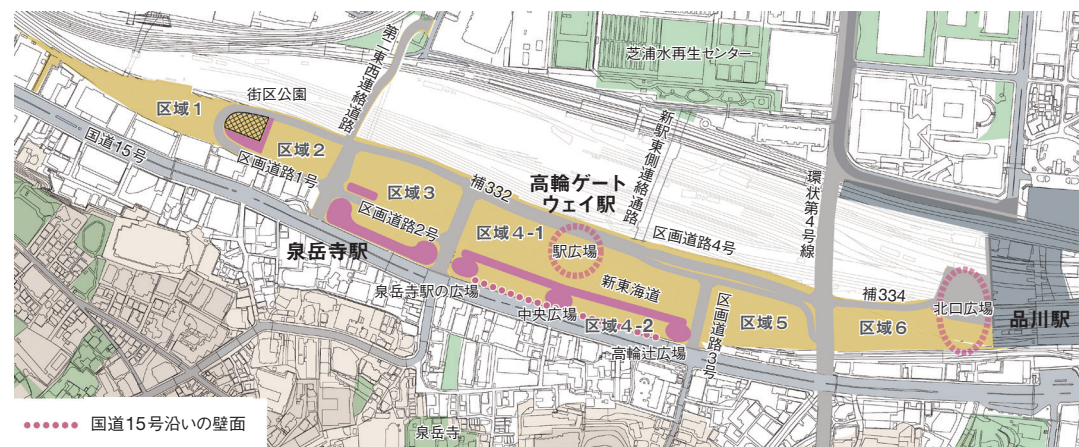 芝浦水再生センター
第二東西連絡道路
街区公園
区域1
国道15号
区域2
区画道路1号
新駅東側連絡通路
高輪ゲート
ウェイ駅
環状第4号線
補332
区域3
区画道路2号
区域4-1
駅広場
区画道路4号
泉岳寺駅
新東海道
補334
泉岳寺駅の広場
中央広場
区域4-2
区画道路3号
区域5
区域6
北口広場
品川駅
高輪辻広場
国道15号沿いの壁面
泉岳寺